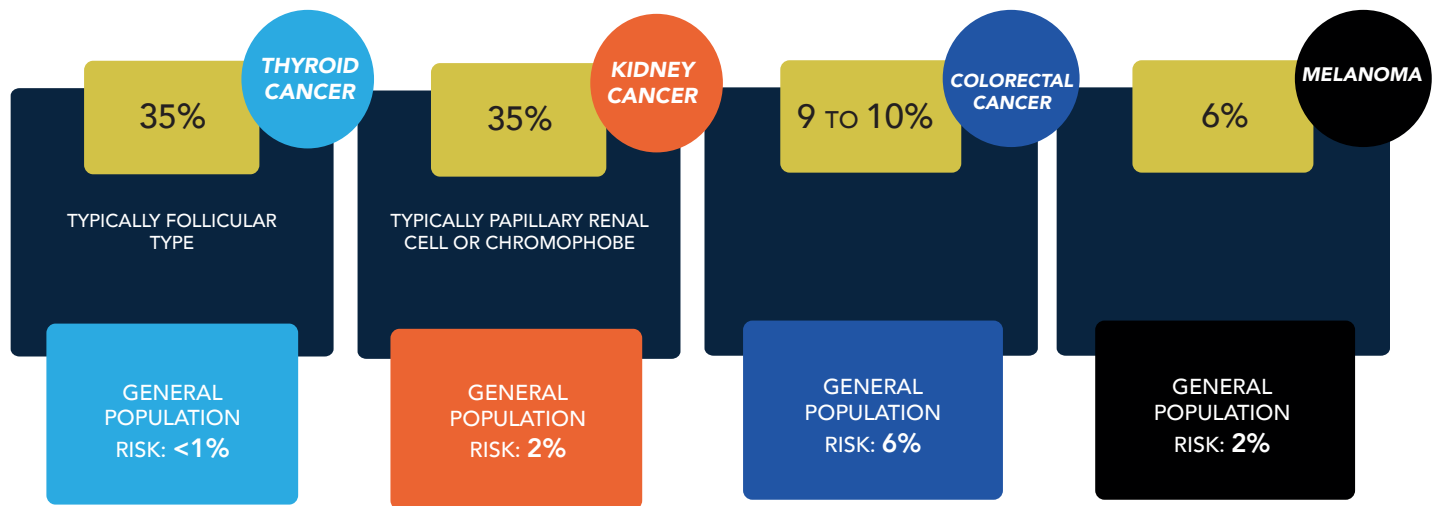 THYROID
CANCER
35%
TYPICALLY FOLLICULAR
TYPE
GENERAL
POPULATION
RISK: <1%
KIDNEY
CANCER
35%
TYPICALLY PAPILLARY RENAL
CELL OR CHROMOPHOBE
GENERAL
POPULATION
RISK: 2%
COLORECTAL
CANCER
9 TO 10%
GENERAL
POPULATION
RISK: 6%
MELANOMA
6%
GENERAL
POPULATION
RISK: 2%